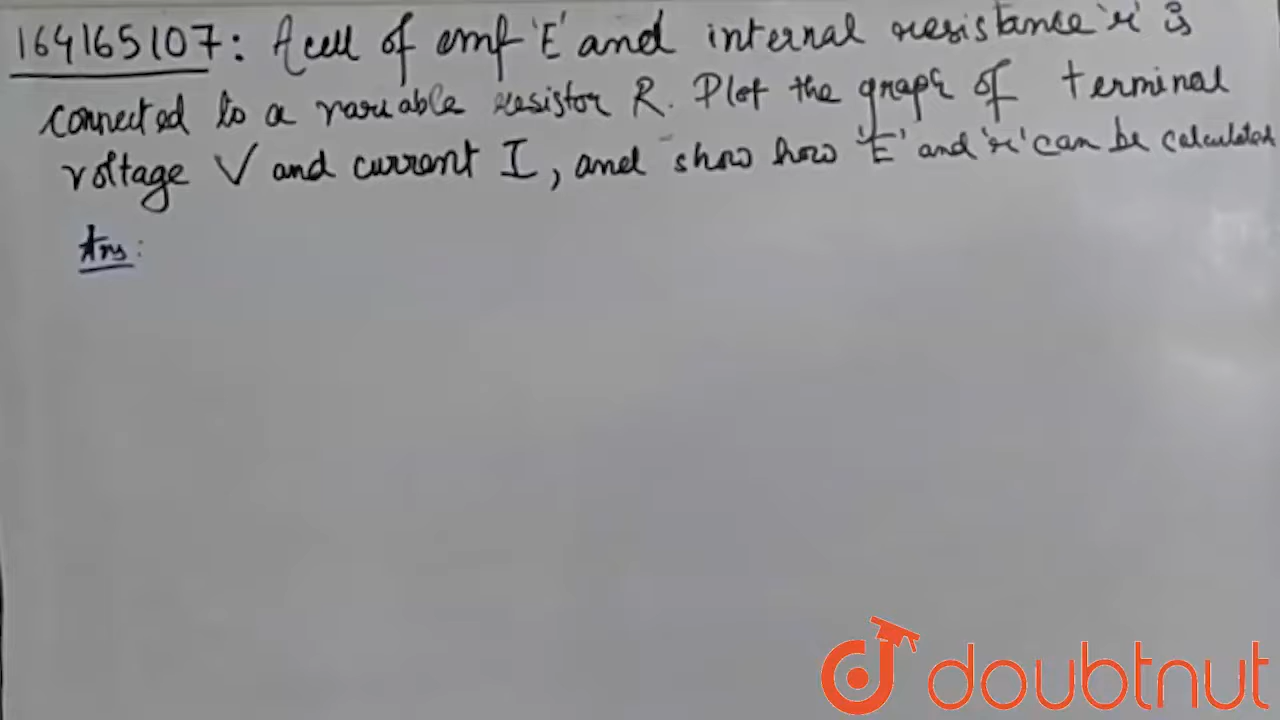 164165107: A cell of emf 'E' and internal resistance 'r' is
connected to a variable resistor R. Plot the graph of terminal
voltage V and current I, and show how 'E' and 'r' can be calculated
Ans:
doubtnut